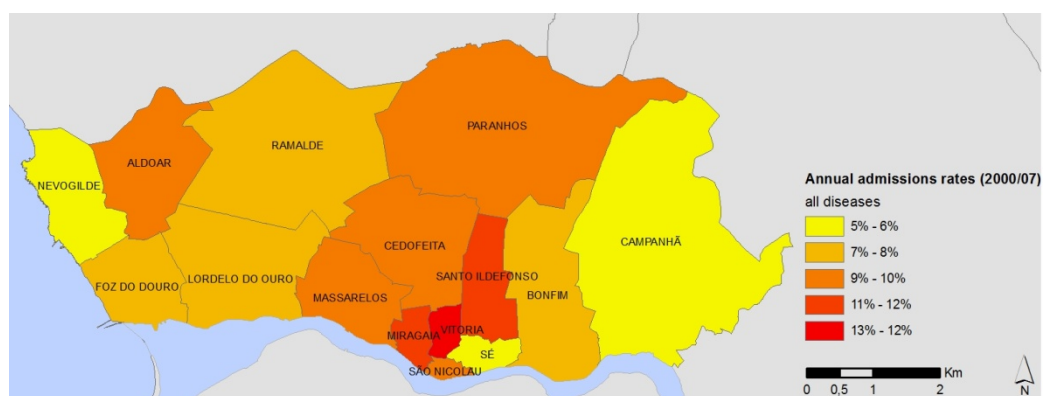 PARANHOS
RAMALDE
ALDOAR
NEVOGILDE
CEDOFEITA
CAMPANHÃ
SANTO ILDEFONSO
LORDELO DO OURO
FOZ DO DOURO
MASSARELOS
BONFIM
VITORIA
MIRAGAIA
SÉ
SÃO NICOLAU
Annual admissions rates (2000/07)
all diseases
5% - 6%
7% - 8%
9% - 10%
11% - 12%
13% - 12%
Km
0 0,5 1 2
N